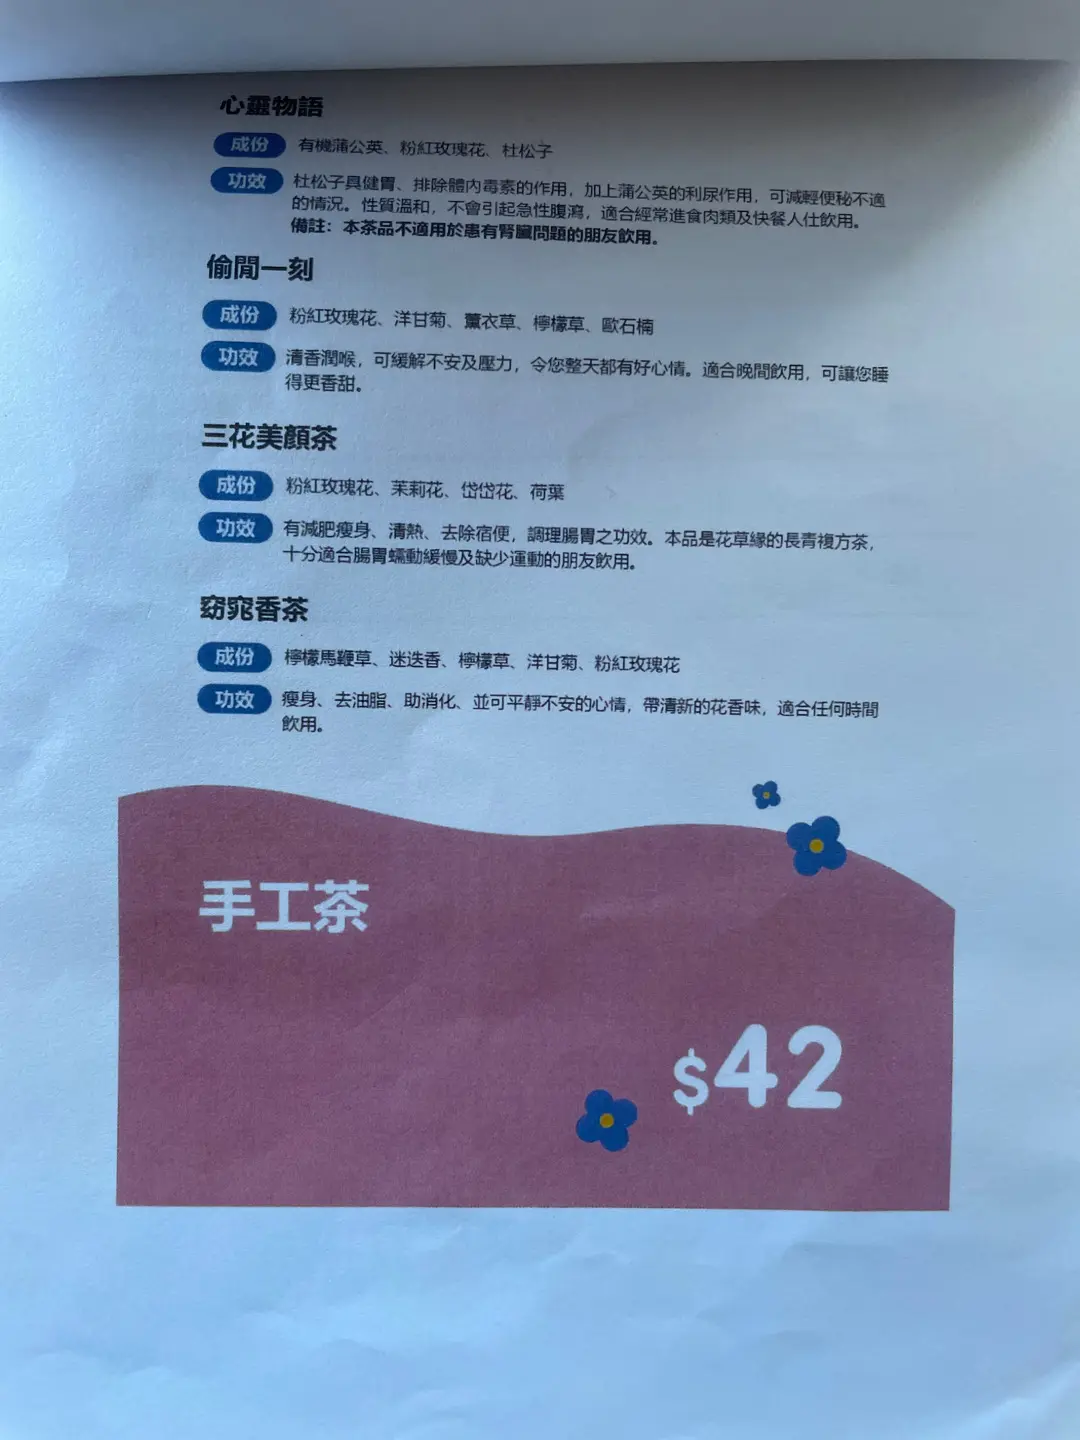 心靈物語
成份 有機蒲公英、粉紅玫瑰花、杜松子
功效 杜松子具健胃、排除體內毒素的作用，加上蒲公英的利尿作用，可減輕便秘不適
的情況。性質溫和，不會引起急性腹瀉，適合經常進食肉類及快餐人仕飲用。
備註：本茶品不適用於患有腎臟問題的朋友飲用。
偷閒一刻
成份 粉紅玫瑰花、洋甘菊、薰衣草、檸檬草、歐石楠
功效 清香潤喉，可緩解不安及壓力，令您整天都有好心情。適合晚間飲用，可讓您睡
得更香甜。
三花美顏茶
成份 粉紅玫瑰花、茉莉花、岱岱花、荷葉
功效 有減肥瘦身、清熱、去除宿便，調理腸胃之功效。本品是花草緣的長青複方茶，
十分適合腸胃蠕動緩慢及缺少運動的朋友飲用。
窈窕香茶
成份 檸檬馬鞭草、迷迭香、檸檬草、洋甘菊、粉紅玫瑰花
功效 瘦身、去油脂、助消化、並可平靜不安的心情，帶清新的花香味，適合任何時間
飲用。
手工茶
$42